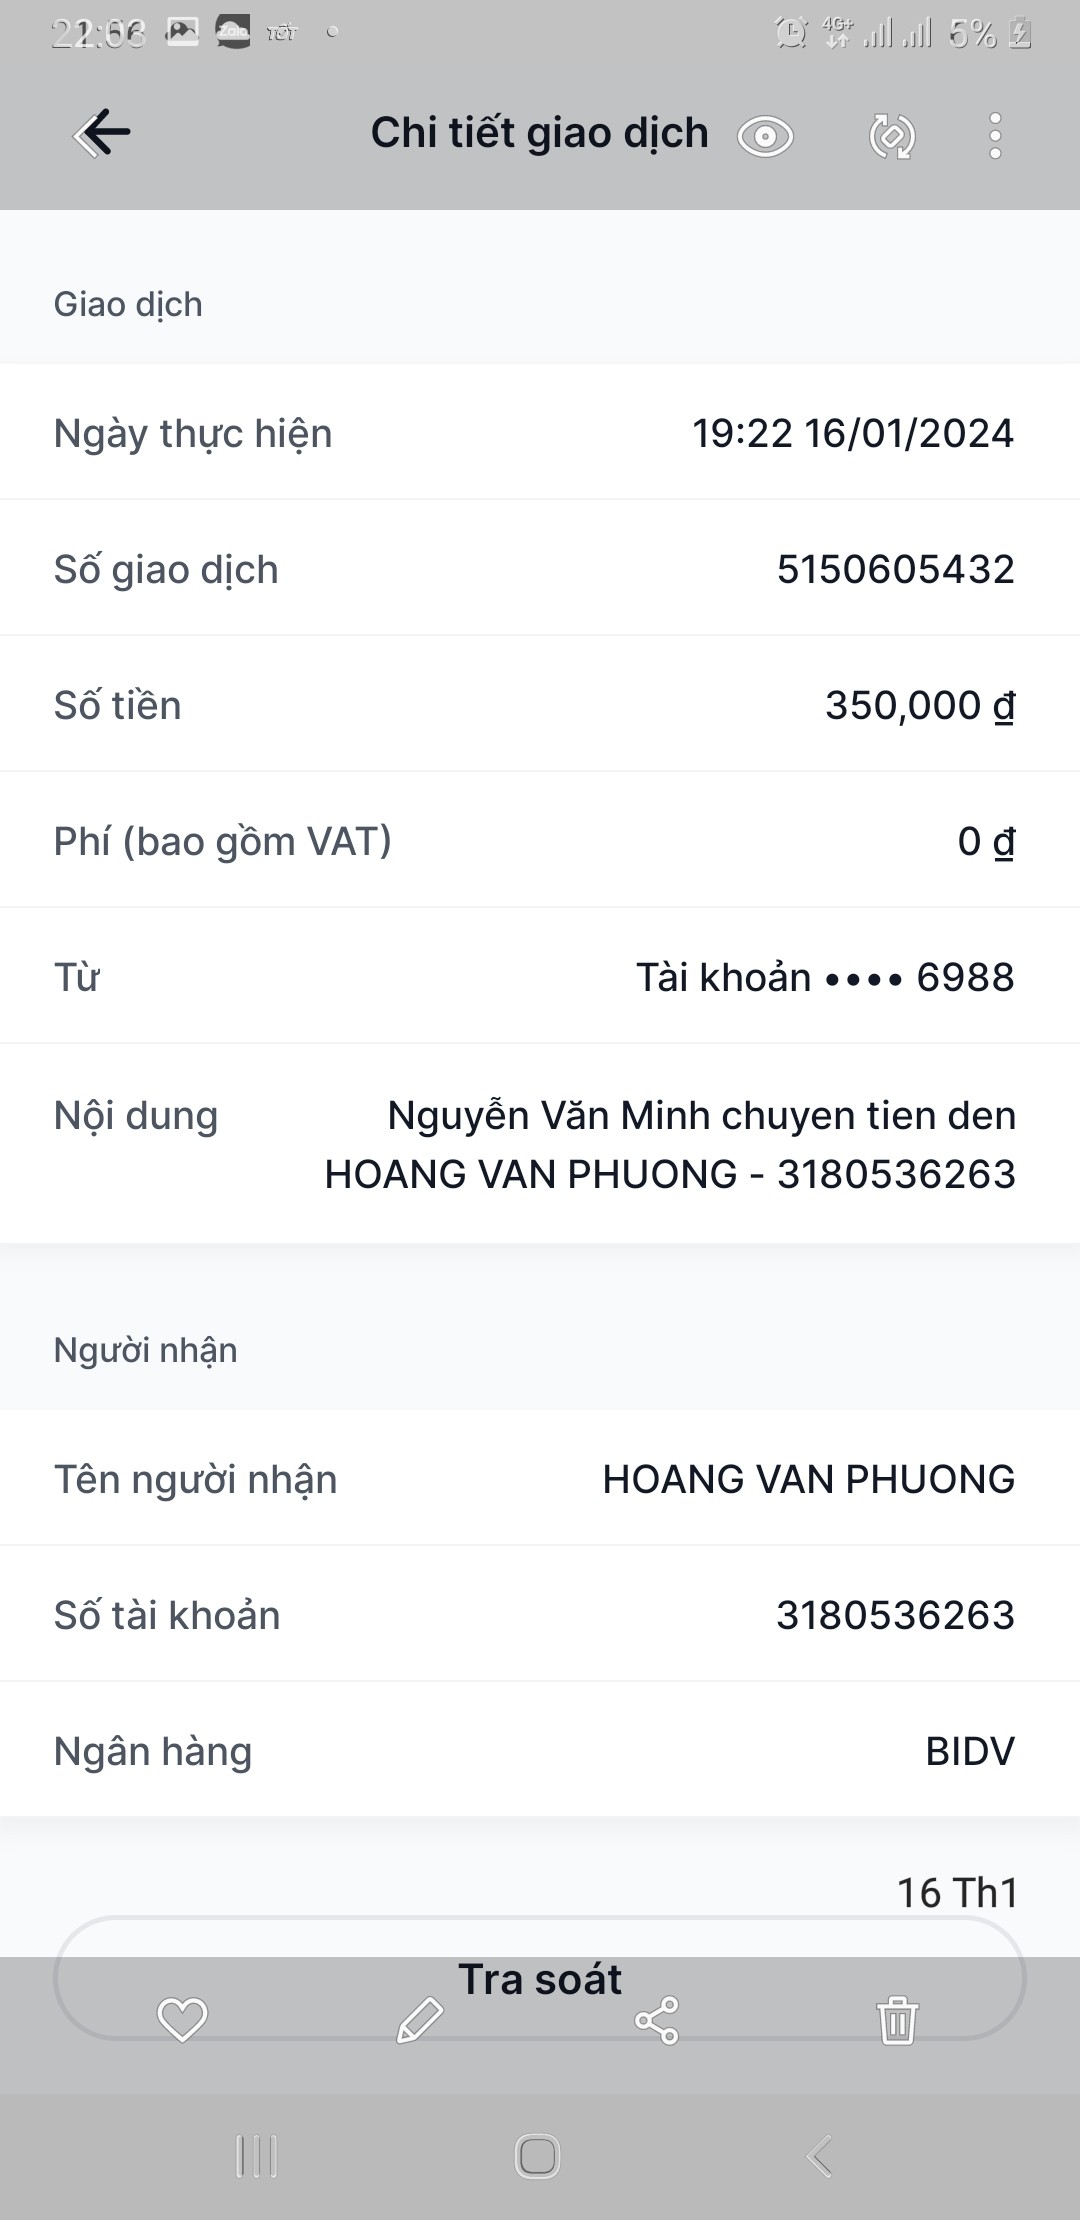 Zalo
TỐT
4G+
5%
Chi tiết giao dịch
Giao dịch
Ngày thực hiện 19:22 16/01/2024
Số giao dịch 5150605432
Số tiền 350,000 ₫
Phí (bao gồm VAT) 0 ₫
Từ Tài khoản •••• 6988
Nội dung Nguyễn Văn Minh chuyen tien den
HOANG VAN PHUONG - 3180536263
Người nhận
Tên người nhận HOANG VAN PHUONG
Số tài khoản 3180536263
Ngân hàng BIDV
16 Th1
Tra soát